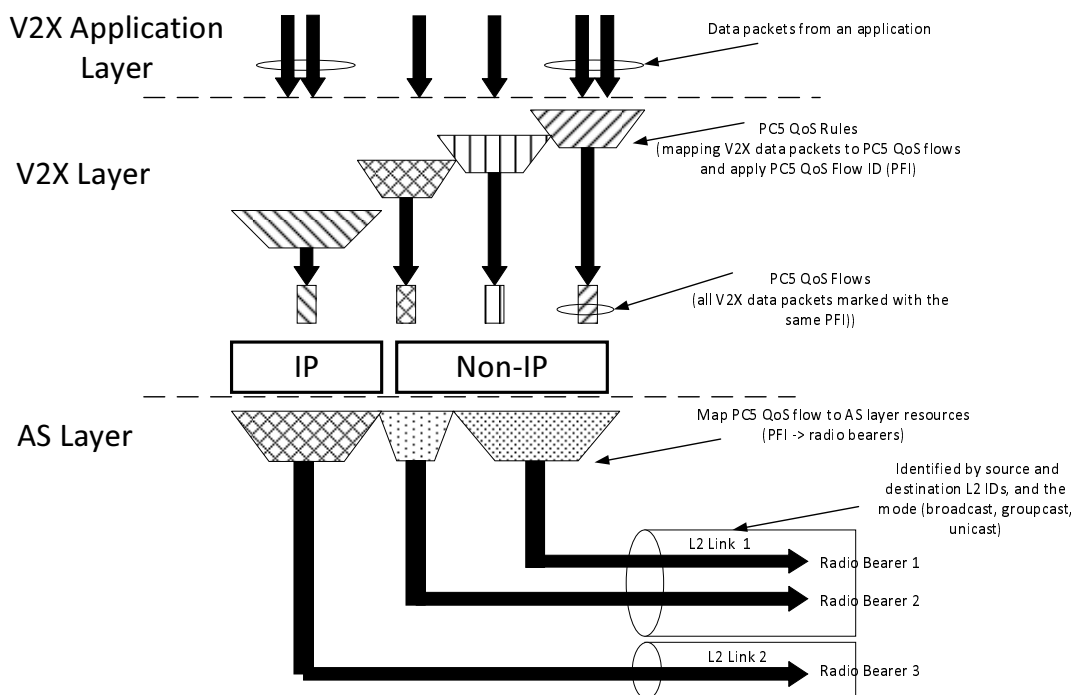 V2X Application
Layer
Data packets from an application
PC5 QoS Rules
(mapping V2X data packets to PC5 QoS flows
and apply PC5 QoS Flow ID (PFI)
V2X Layer
PC5 QoS Flows
(all V2X data packets marked with the
same PFI))
IP
Non-IP
AS Layer
Map PC5 QoS flow to AS layer resources
(PFI -> radio bearers)
Identified by source and
destination L2 IDs, and the
mode (broadcast, groupcast,
unicast)
L2 Link 1
Radio Bearer 1
Radio Bearer 2
L2 Link 2
Radio Bearer 3